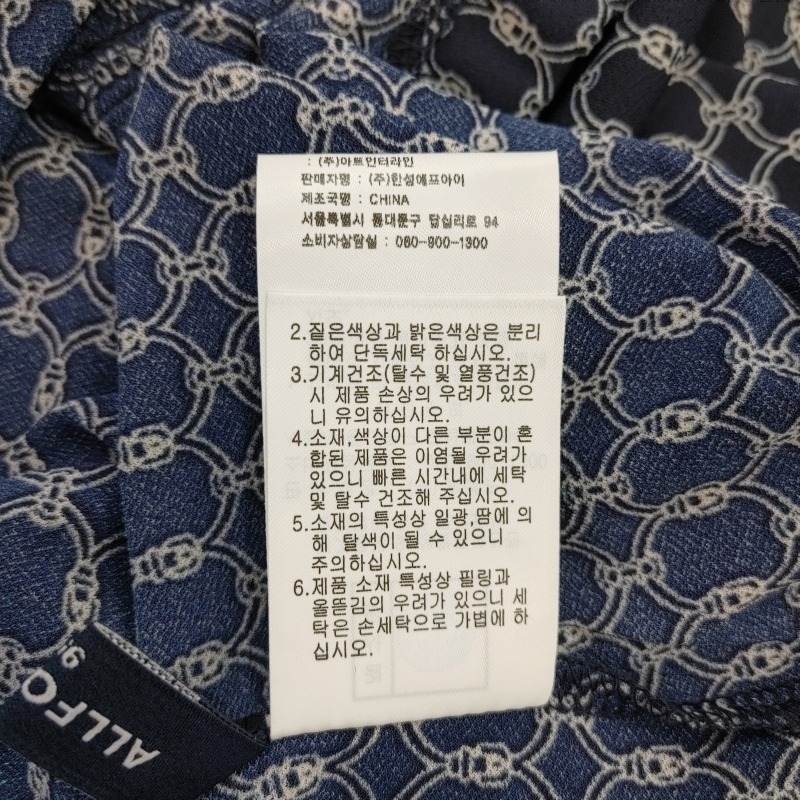 : (주)아트인터라인
판매자명 : (주)한섬에프아이
제조국명 : CHINA
서울특별시 동대문구 답십리로 94
소비자상담실 : 080-900-1300
2.짙은색상과 밝은색상은 분리
하여 단독세탁 하십시오.
3.기계건조(탈수 및 열풍건조)
시 제품 손상의 우려가 있으
니 유의하십시오.
4.소재,색상이 다른 부분이 혼
합된 제품은 이염될 우려가
있으니 빠른 시간내에 세탁
및 탈수 건조해 주십시오.
5.소재의 특성상 일광,땀에 의
해 탈색이 될 수 있으니
주의하십시오.
6.제품 소재 특성상 필링과
올뜯김의 우려가 있으니 세
탁은 손세탁으로 가볍에 하
십시오.
ALLFO